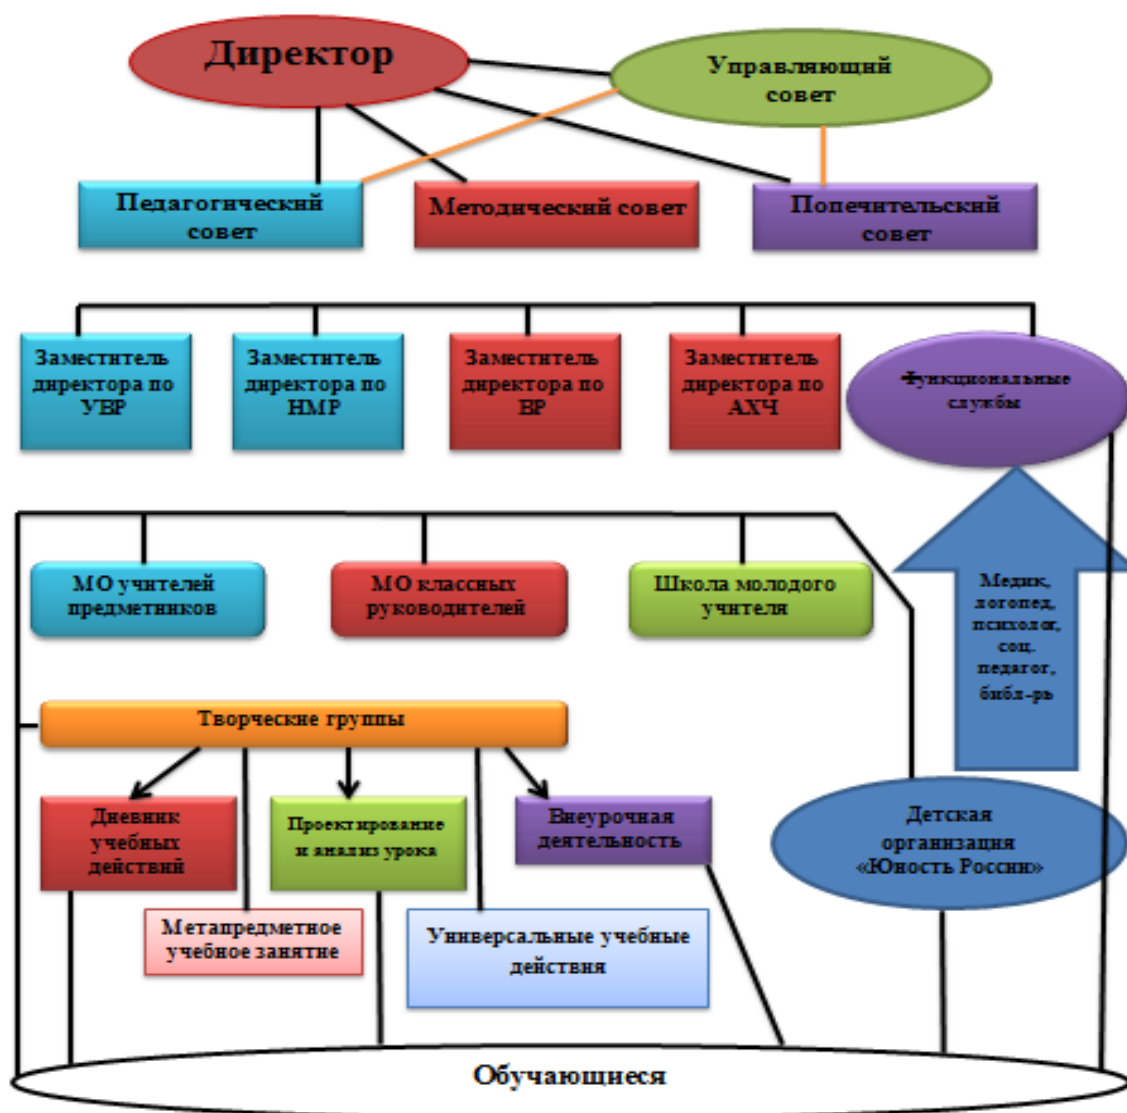 Директор
Управляющий
совет
Педагогический
совет
Методический совет
Попечительский
совет
Заместитель
директора по
УВР
Заместитель
директора по
НМР
Заместитель
директора по
ВР
Заместитель
директора по
АХЧ
Функциональные
службы
МО учителей
предметников
МО классных
руководителей
Школа молодого
учителя
Медик,
логопед,
психолог,
соц.
педагог,
библ-рь
Творческие группы
Дневник
учебных
действий
Проектирование
и анализ урока
Внеурочная
деятельность
Детская
организация
«Юность России»
Метапредметное
учебное занятие
Универсальные учебные
действия
Обучающиеся